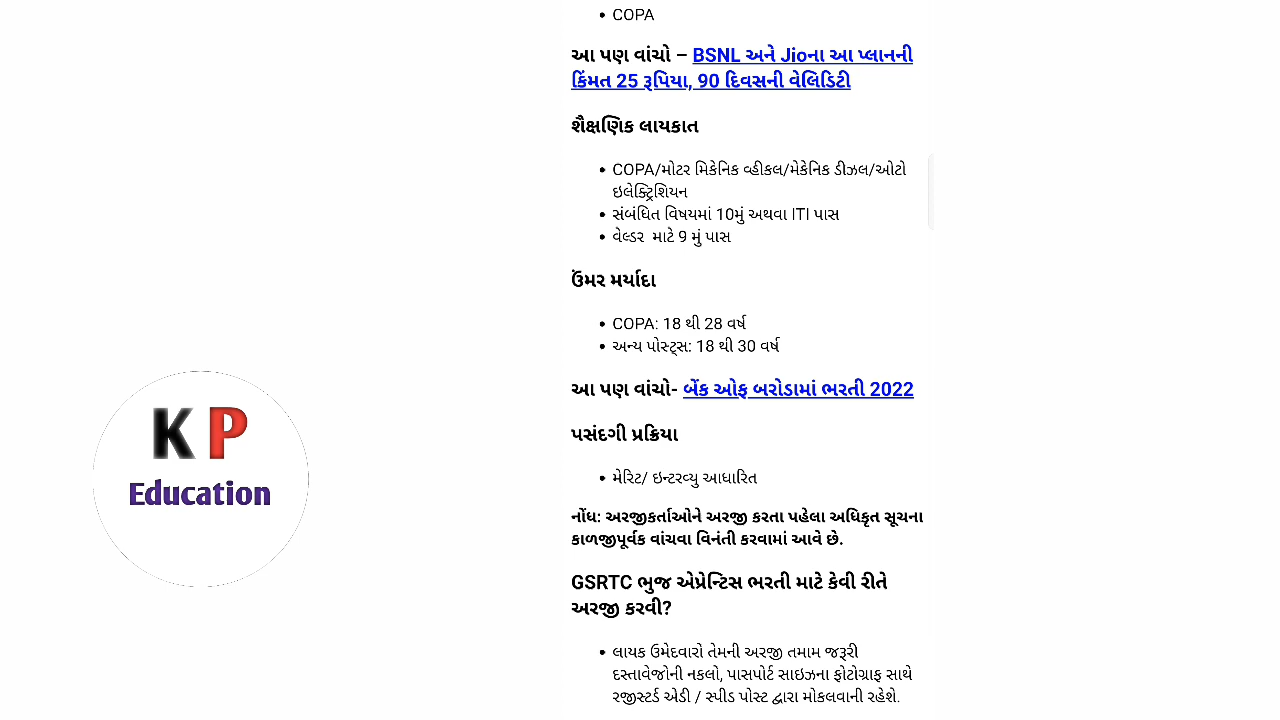 • COPA
આ પણ વાંચો – BSNL અને Jioના આ પ્લાનની
કિંમત 25 રૂપિયા, 90 દિવસની વેલિડિટી
શૈક્ષણિક લાયકાત
• COPA/મોટર મિકેનિક વ્હીકલ/મેકેનિક ડીઝલ/ઓટો
ઇલેક્ટ્રિશિયન
• સંબંધિત વિષયમાં 10મું અથવા ITI પાસ
• વેલ્ડર માટે 9 મું પાસ
ઉંમર મર્યાદા
• COPA: 18 થી 28 વર્ષ
• અન્ય પોસ્ટ્સ: 18 થી 30 વર્ષ
આ પણ વાંચો- બેંક ઓફ બરોડામાં ભરતી 2022
પસંદગી પ્રક્રિયા
• મેરિટ/ ઇન્ટરવ્યુ આધારિત
નોંધ: અરજીકર્તાઓને અરજી કરતા પહેલા અધિકૃત સૂચના
કાળજીપૂર્વક વાંચવા વિનંતી કરવામાં આવે છે.
GSRTC ભુજ એપ્રેન્ટિસ ભરતી માટે કેવી રીતે
અરજી કરવી?
• લાયક ઉમેદવારો તેમની અરજી તમામ જરૂરી
દસ્તાવેજોની નકલો, પાસપોર્ટ સાઇઝના ફોટોગ્રાફ સાથે
રજીસ્ટર્ડ એડી / સ્પીડ પોસ્ટ દ્વારા મોકલવાની રહેશે.
K P
Education